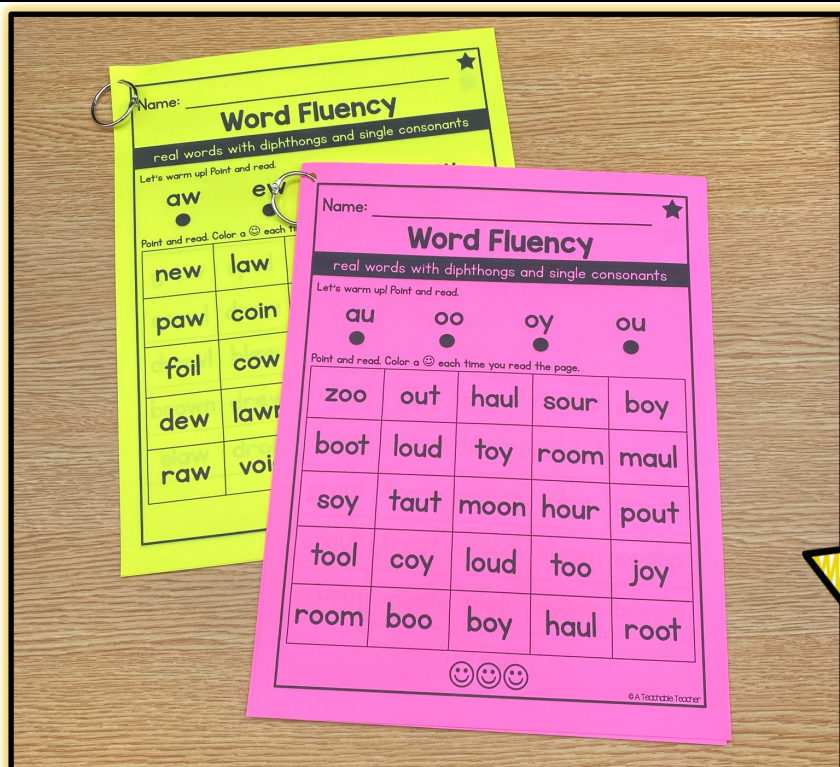 Name:
Word Fluency
real words with diphthongs and single consonants
Let's warm up! Point and read.
aw ew
Point and read. Color a each
new law
paw coin
foil cow
dew
raw
Name:
Word Fluency
real words with diphthongs and single consonants
Let's warm up! Point and read.
au oo oy ou
Point and read. Color a ☺ each time you read the page.
zoo out haul sour boy
boot loud toy room maul
soy taut moon hour pout
tool coy loud too joy
room boo boy haul root
© A Teachable Teacher